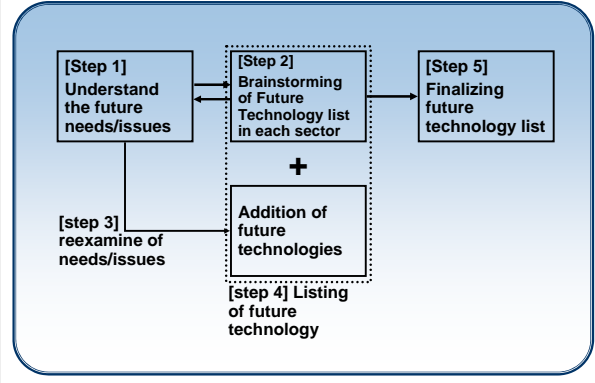 [Step 1]
Understand
the future
needs/issues
[Step 2]
Brainstorming
of Future
Technology list
in each sector
[Step 5]
Finalizing
future
technology list
+
Addition of
future
technologies
[step 3]
reexamine of
needs/issues
[step 4] Listing
of future
technology